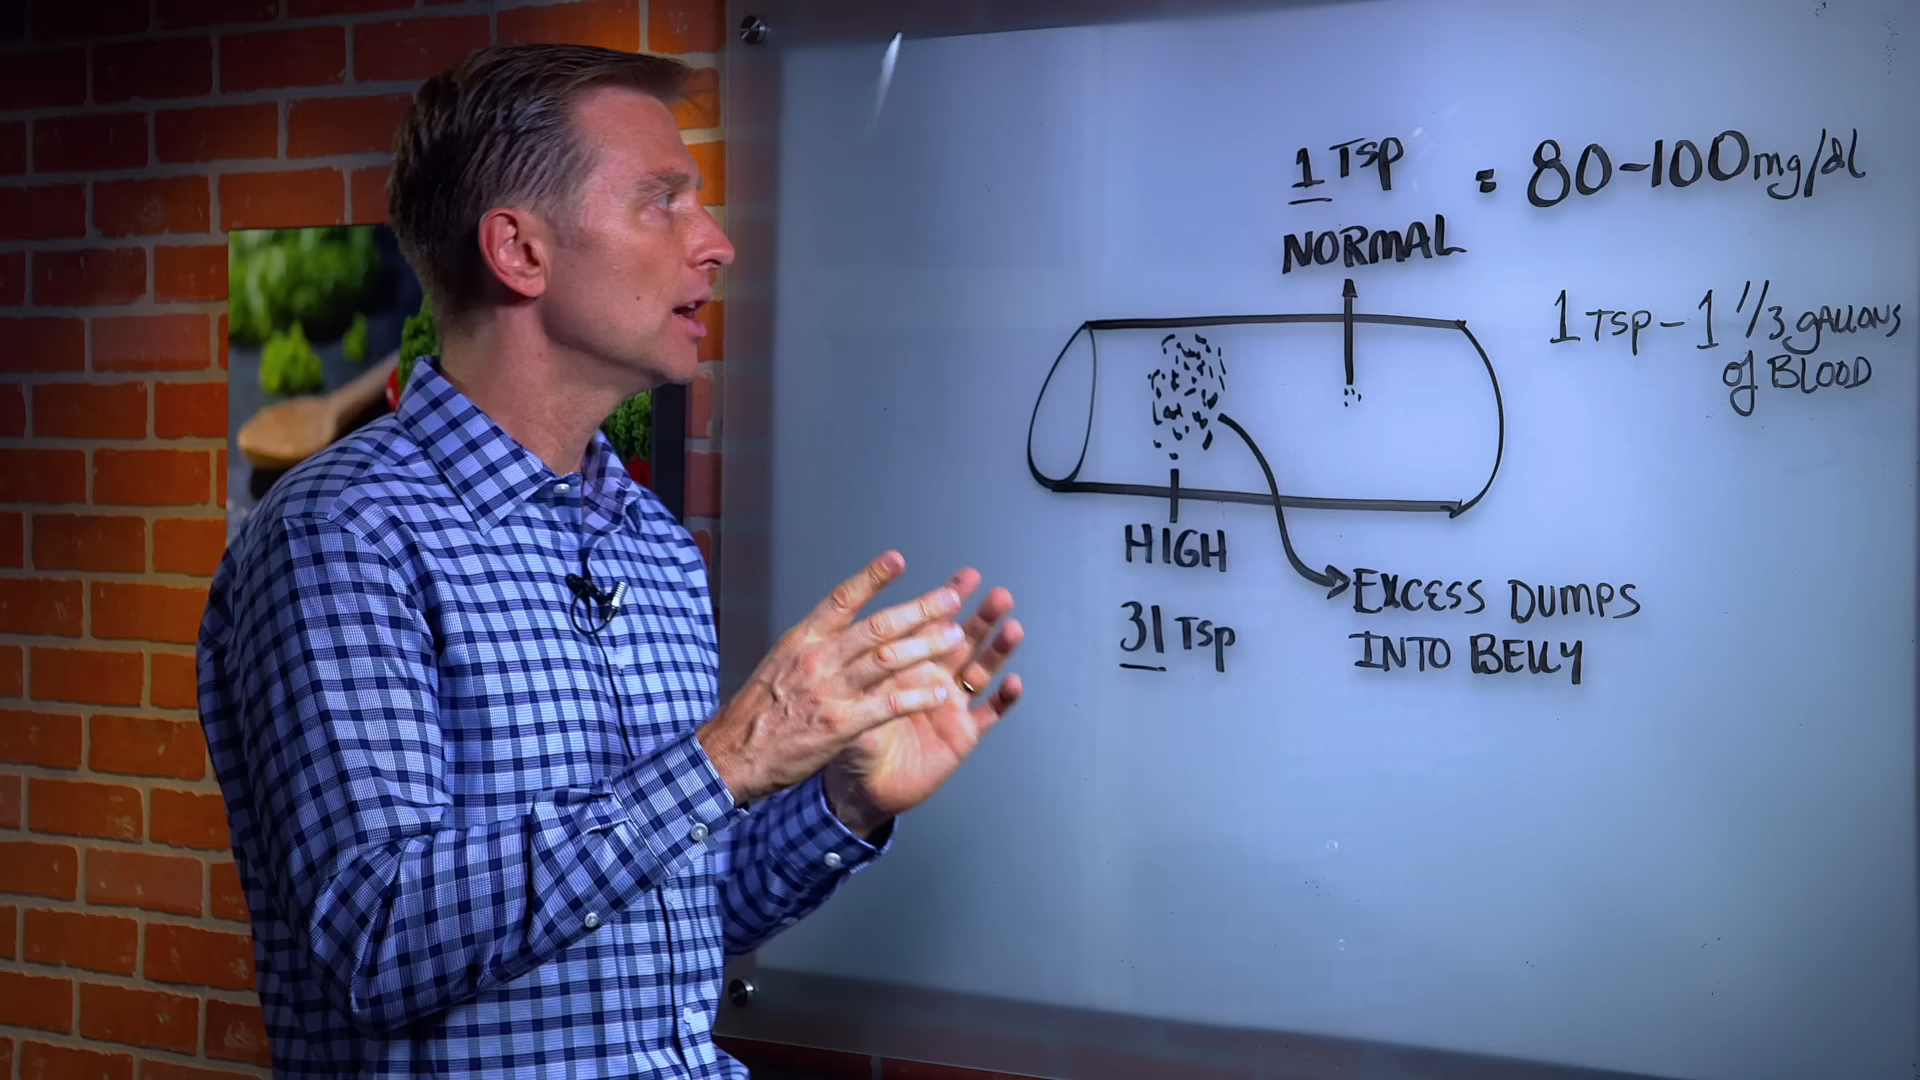 1 Tsp = 80-100mg/dl
NORMAL
1 TSP - 1 1/3 gALLONS
of BLOOD
HIGH
31 Tsp
EXCESS DUMPS
INTO BELLY